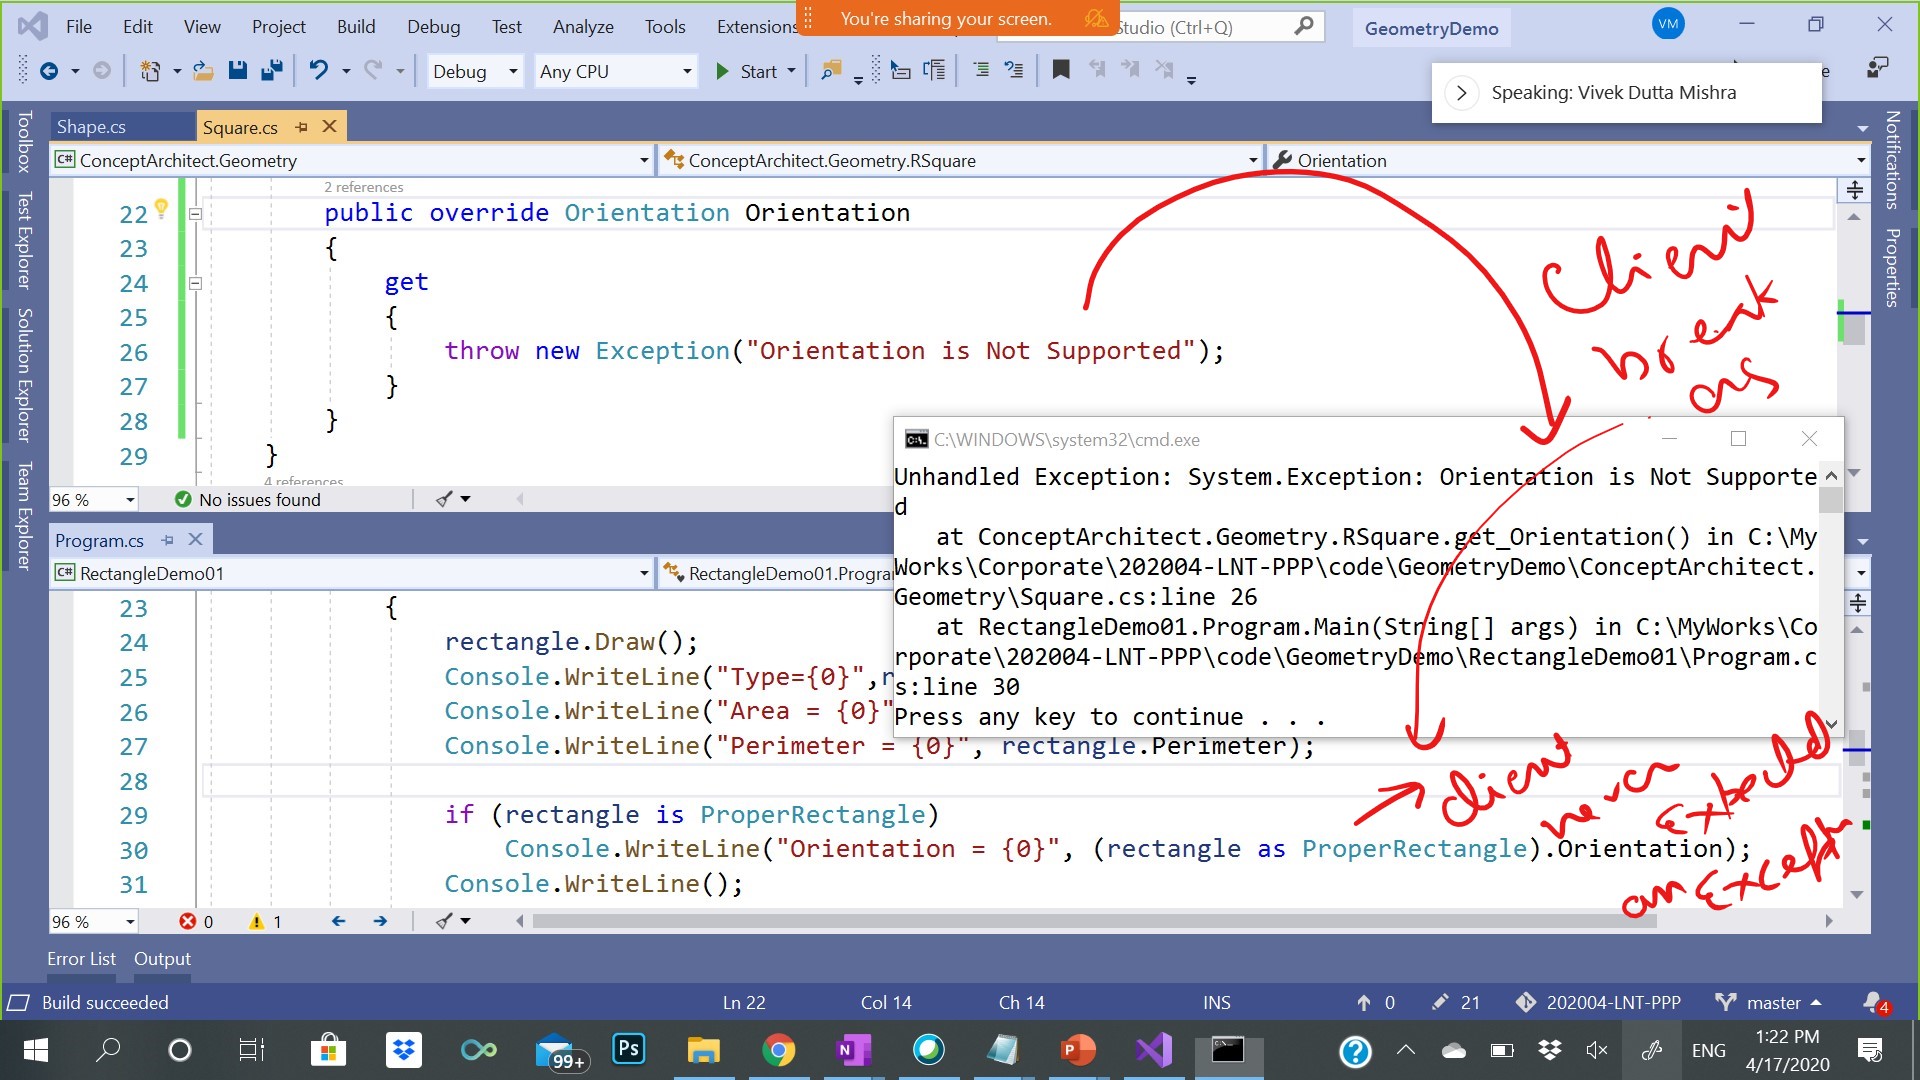 You're sharing your screen.
File Edit View Project Build Debug Test Analyze Tools Extensions
Studio (Ctrl+Q)
GeometryDemo
VM
Debug Any CPU Start
Speaking: Vivek Dutta Mishra
Toolbox
Test Explorer
Solution Explorer
Team Explorer
Notifications
Properties
Shape.cs Square.cs
C# ConceptArchitect.Geometry ConceptArchitect.Geometry.RSquare Orientation
2 references
22 public override Orientation Orientation
23 {
24 get
25 {
26 throw new Exception("Orientation is Not Supported");
27 }
28 }
29 }
4 references
96 % No issues found
Client
break
C:\WINDOWS\system32\cmd.exe
Unhandled Exception: System.Exception: Orientation is Not Supporte
d
at ConceptArchitect.Geometry.RSquare.get_Orientation() in C:\My
Works\Corporate\202004-LNT-PPP\code\GeometryDemo\ConceptArchitect.
Geometry\Square.cs:line 26
at RectangleDemo01.Program.Main(String[] args) in C:\MyWorks\Co
rporate\202004-LNT-PPP\code\GeometryDemo\RectangleDemo01\Program.c
s:line 30
Press any key to continue . . .
Program.cs
C# RectangleDemo01 RectangleDemo01.Progra
23 {
24 rectangle.Draw();
25 Console.WriteLine("Type={0}",r
26 Console.WriteLine("Area = {0}"
27 Console.WriteLine("Perimeter = {0}", rectangle.Perimeter);
28
29 if (rectangle is ProperRectangle)
30 Console.WriteLine("Orientation = {0}", (rectangle as ProperRectangle).Orientation);
31 Console.WriteLine();
client never
an
96 % 0 1
Error List Output
Build succeeded Ln 22 Col 14 Ch 14 INS 0 21 202004-LNT-PPP master 4
99+ Ps ENG 1:22 PM
4/17/2020